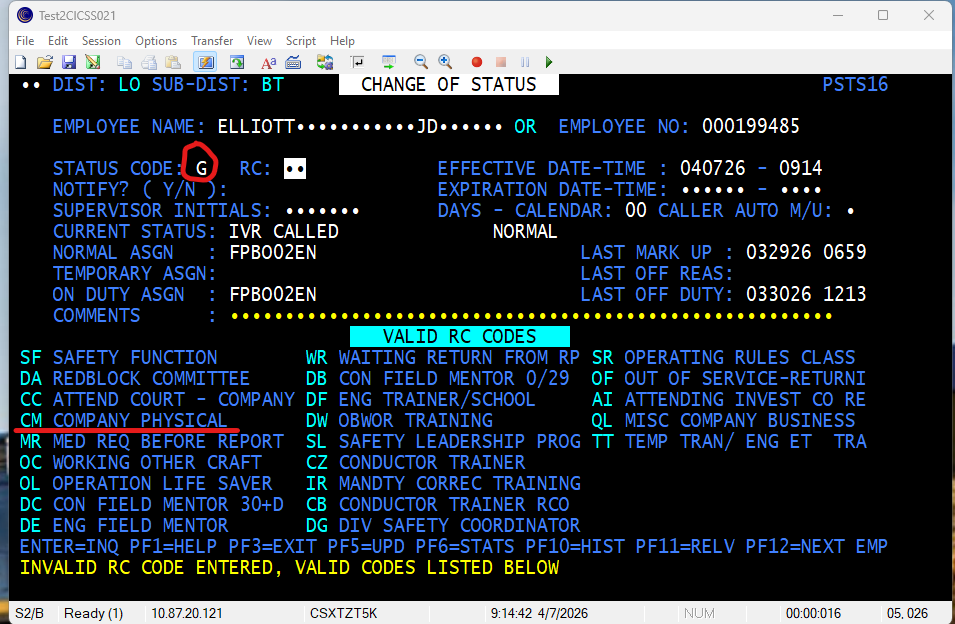 Test2CICSS021
File Edit Session Options Transfer View Script Help
•• DIST: LO SUB-DIST: BT CHANGE OF STATUS PSTS16
EMPLOYEE NAME: ELLIOTT•••••••••••JD•••••• OR EMPLOYEE NO: 000199485
STATUS CODE: G RC: •• EFFECTIVE DATE-TIME : 040726 - 0914
NOTIFY? ( Y/N ): EXPIRATION DATE-TIME: •••••• - ••••
SUPERVISOR INITIALS: ••••••• DAYS - CALENDAR: 00 CALLER AUTO M/U: •
CURRENT STATUS: IVR CALLED NORMAL
NORMAL ASGN : FPBO02EN LAST MARK UP : 032926 0659
TEMPORARY ASGN: LAST OFF REAS:
ON DUTY ASGN : FPBO02EN LAST OFF DUTY: 033026 1213
COMMENTS : •••••••••••••••••••••••••••••••••••••••••••••••••••••••
VALID RC CODES
SF SAFETY FUNCTION WR WAITING RETURN FROM RP SR OPERATING RULES CLASS
DA REDBLOCK COMMITTEE DB CON FIELD MENTOR 0/29 OF OUT OF SERVICE-RETURNI
CC ATTEND COURT - COMPANY DF ENG TRAINER/SCHOOL AI ATTENDING INVEST CO RE
CM COMPANY PHYSICAL DW OBWOR TRAINING QL MISC COMPANY BUSINESS
MR MED REQ BEFORE REPORT SL SAFETY LEADERSHIP PROG TT TEMP TRAN/ ENG ET TRA
OC WORKING OTHER CRAFT CZ CONDUCTOR TRAINER
OL OPERATION LIFE SAVER IR MANDTY CORREC TRAINING
DC CON FIELD MENTOR 30+D CB CONDUCTOR TRAINER RCO
DE ENG FIELD MENTOR DG DIV SAFETY COORDINATOR
ENTER=INQ PF1=HELP PF3=EXIT PF5=UPD PF6=STATS PF10=HIST PF11=RELV PF12=NEXT EMP
INVALID RC CODE ENTERED, VALID CODES LISTED BELOW
S2/B Ready (1) 10.87.20.121 CSXTZT5K 9:14:42 4/7/2026 NUM 00:00:016 05, 026